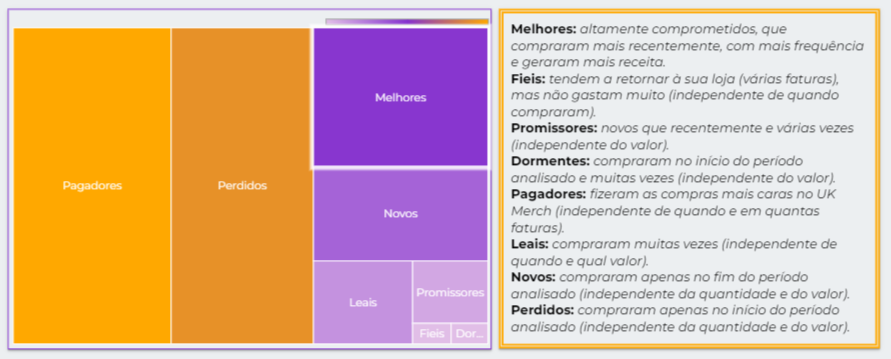 Pagadores
Perdidos
Melhores
Novos
Leais
Promissores
Fieis
Dor...
Melhores: altamente comprometidos, que
compraram mais recentemente, com mais frequência
e geraram mais receita.
Fieis: tendem a retornar à sua loja (várias faturas),
mas não gastam muito (independente de quando
compraram).
Promissores: novos que recentemente e várias vezes
(independente do valor).
Dormentes: compraram no início do período
analisado e muitas vezes (independente do valor).
Pagadores: fizeram as compras mais caras no UK
Merch (independente de quando e em quantas
faturas).
Leais: compraram muitas vezes (independente de
quando e qual valor).
Novos: compraram apenas no fim do período
analisado (independente da quantidade e do valor).
Perdidos: compraram apenas no início do período
analisado (independente da quantidade e do valor).